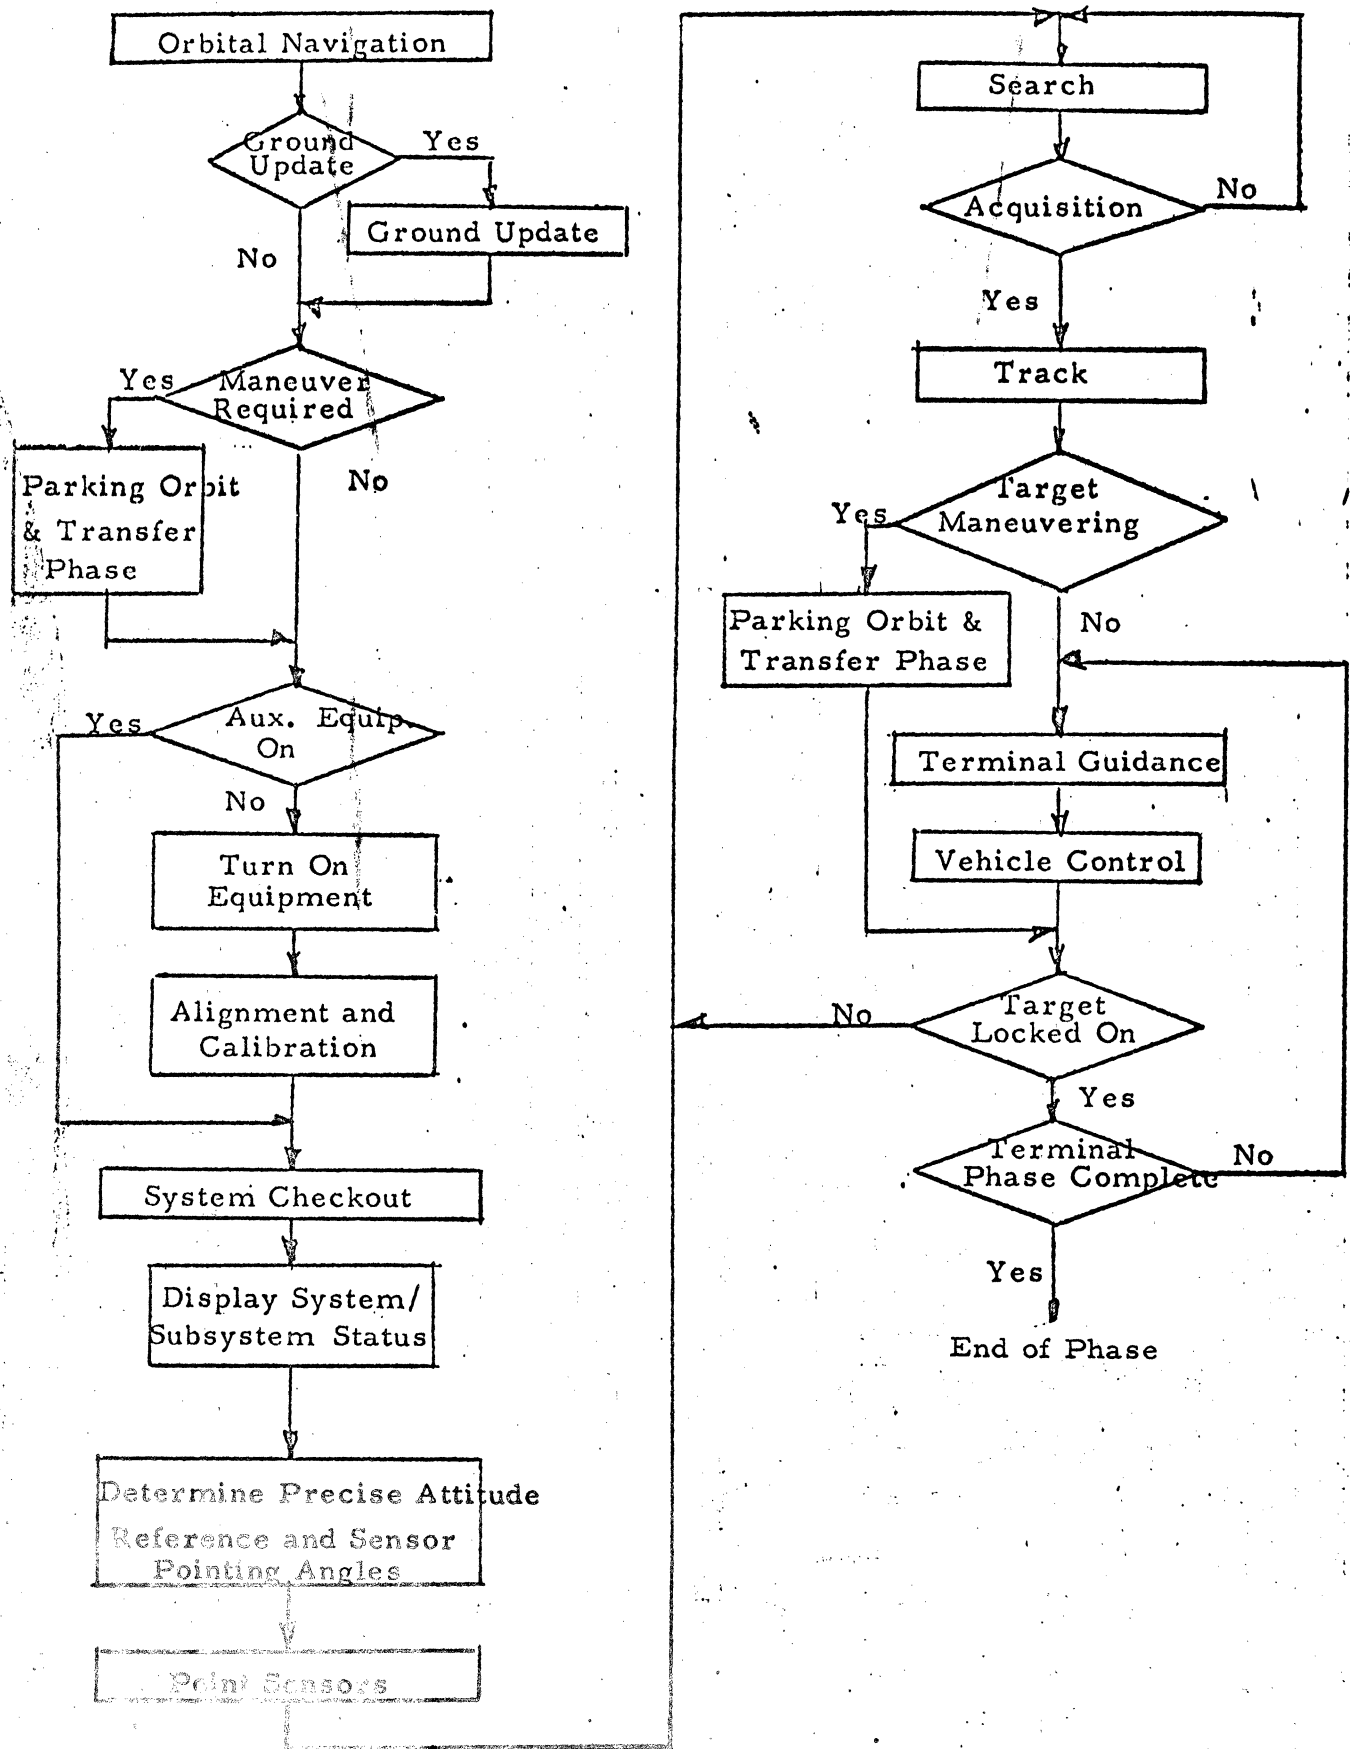 Orbital Navigation
Ground
Update
Yes
Ground Update
No
Maneuver
Required
Yes
No
Parking Orbit
& Transfer
Phase
Aux. Equip.
On
Yes
No
Turn On
Equipment
Alignment and
Calibration
System Checkout
Display System/
Subsystem Status
Determine Precise Attitude
Reference and Sensor
Pointing Angles
Point Sensors
Search
Acquisition
No
Yes
Track
Target
Maneuvering
Yes
No
Parking Orbit &
Transfer Phase
Terminal Guidance
Vehicle Control
Target
Locked On
No
Yes
Terminal
Phase Complete
No
Yes
End of Phase